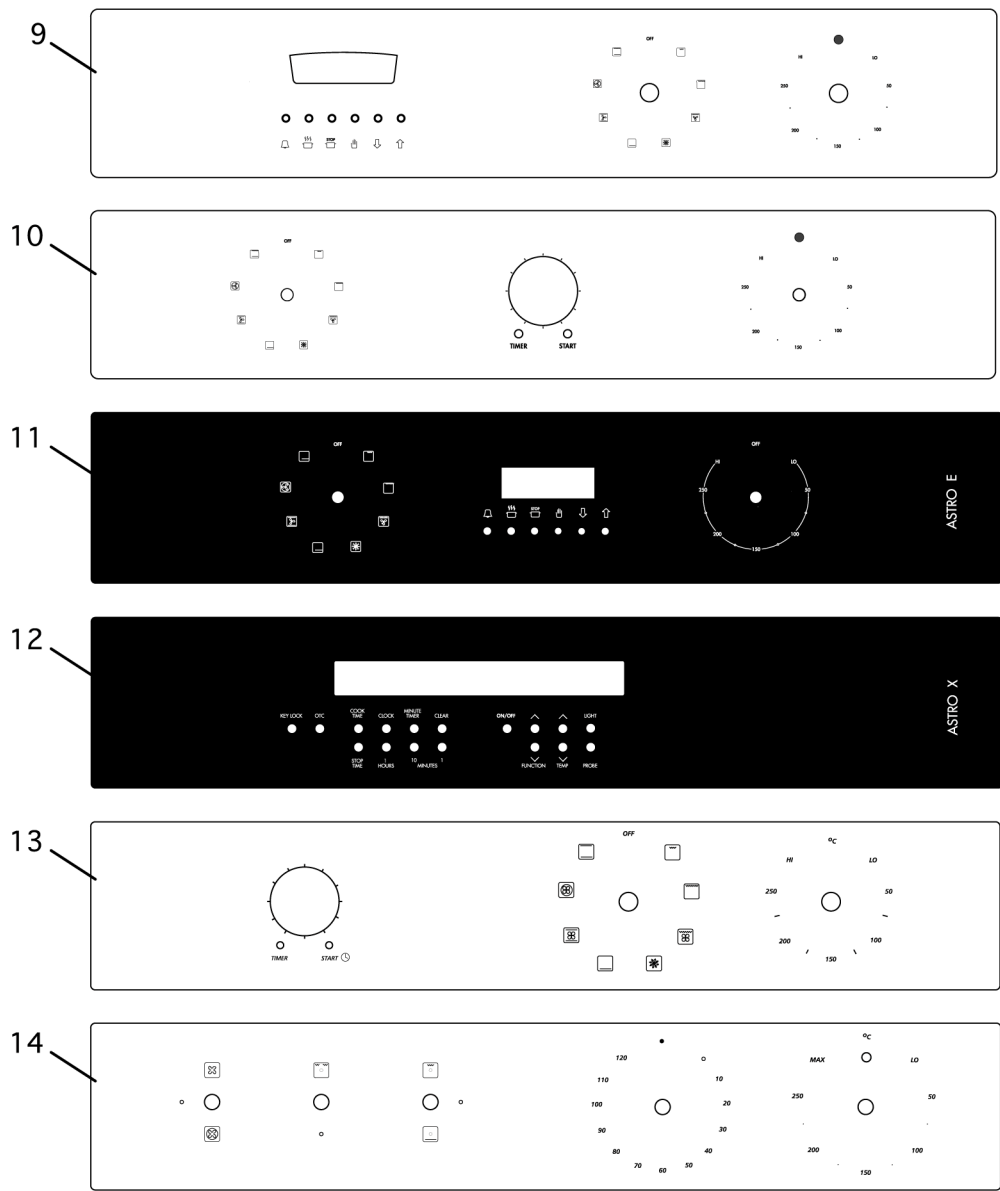 9
OFF
HI LO
250 50
200 100
150
STOP
10
OFF
HI LO
250 50
200 100
150
TIMER START
11
OFF OFF
HI LO
250 50
200 100
150
STOP
ASTRO E
12
KEY LOCK OTC COOK TIME CLOCK MINUTE TIMER CLEAR ON/OFF LIGHT
STOP TIME 1 HOURS 10 MINUTES 1 FUNCTION TEMP PROBE
ASTRO X
13
OFF °C
HI LO
250 50
200 100
150
TIMER START
14
°C
120 MAX LO
110 10
100 20 250 50
90 30
80 40 200 100
70 60 50 150